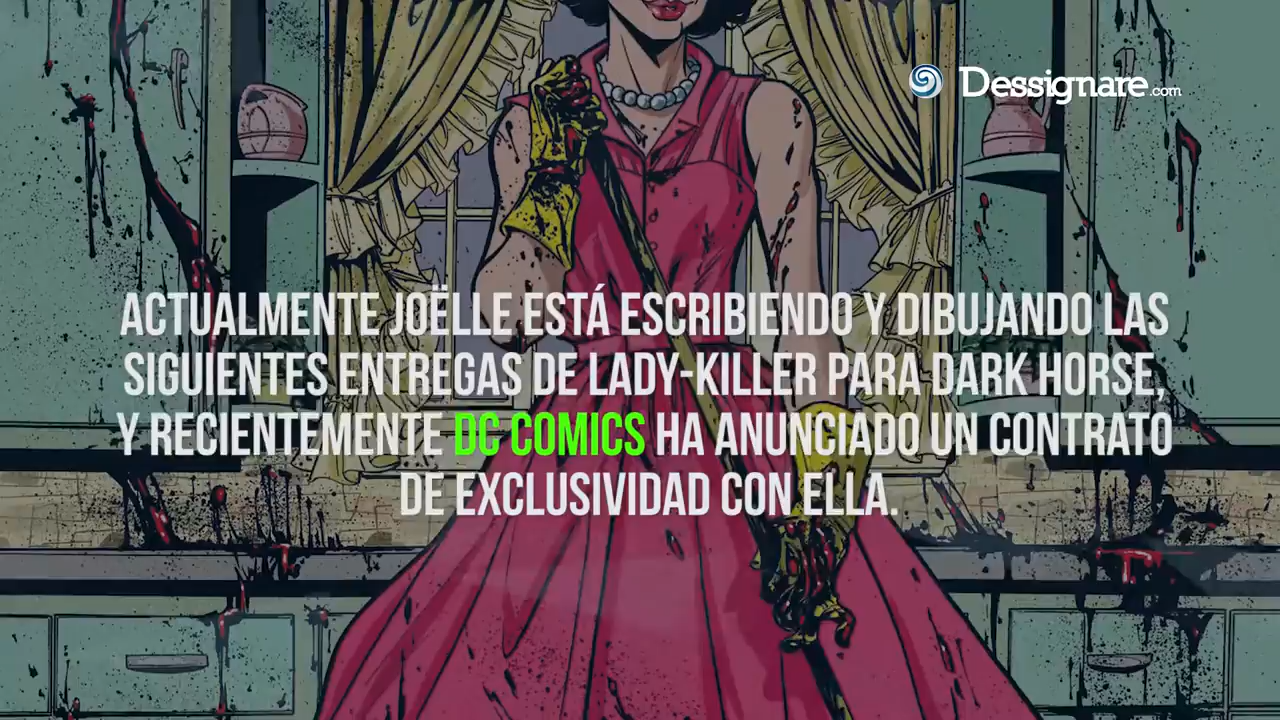 Dessignare.com
ACTUALMENTE JOËLLE ESTÁ ESCRIBIENDO Y DIBUJANDO LAS
SIGUIENTES ENTREGAS DE LADY-KILLER PARA DARK HORSE,
Y RECIENTEMENTE DC COMICS HA ANUNCIADO UN CONTRATO
DE EXCLUSIVIDAD CON ELLA.